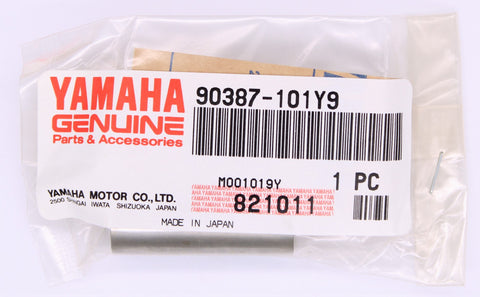 YAMAHA
GENUINE
Parts & Accessories
90387-101Y9
M001019Y
1 PC
YAMAHA MOTOR CO., LTD.
2500 SHINGAI IWATA SHIZUOKA JAPAN
821011
MADE IN JAPAN